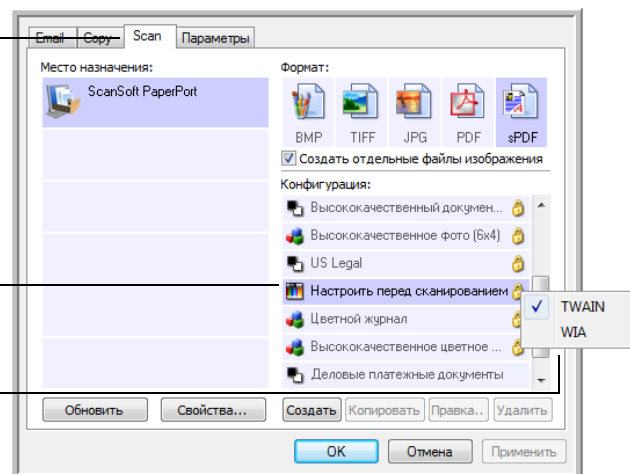 Email Copy Scan Параметры
Место назначения:
ScanSoft PaperPort
Формат:
BMP TIFF JPG PDF sPDF
Создать отдельные файлы изображения
Конфигурация:
Высококачественный докумен...
Высококачественное фото (6x4)
US Legal
Настроить перед сканированием
TWAIN
WIA
Цветной журнал
Высококачественное цветное ...
Деловые платежные документы
Обновить Свойства... Создать Копировать Правка.. Удалить
OK Отмена Применить